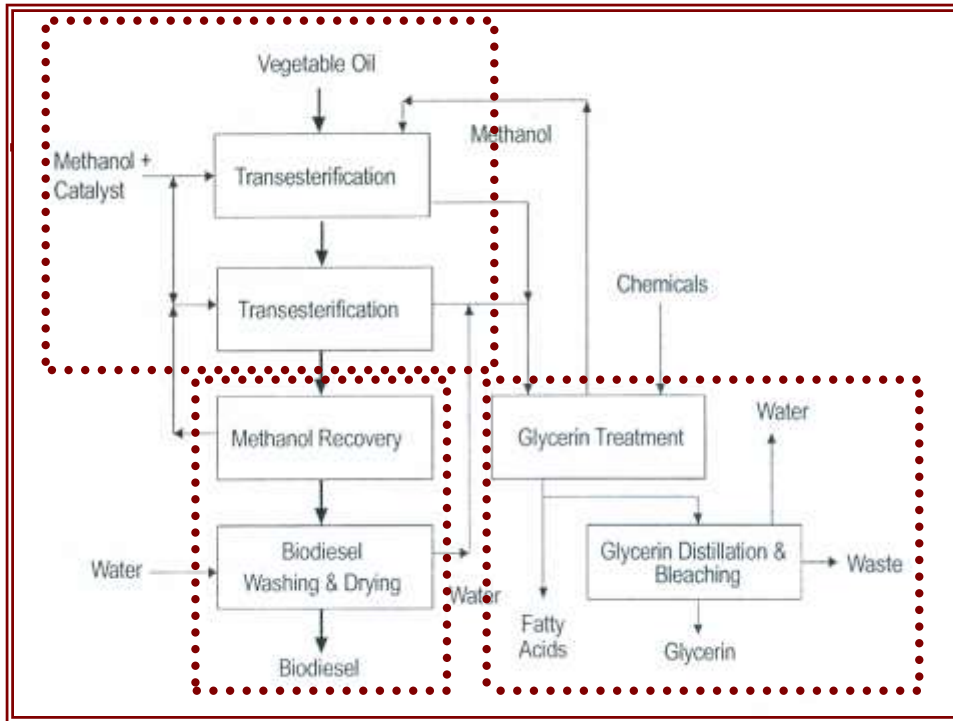 Vegetable Oil
Methanol
Methanol +
Catalyst
Transesterification
Transesterification
Chemicals
Methanol Recovery
Glycerin Treatment
Water
Water
Biodiesel
Washing & Drying
Water
Glycerin Distillation &
Bleaching
Waste
Fatty
Acids
Glycerin
Biodiesel